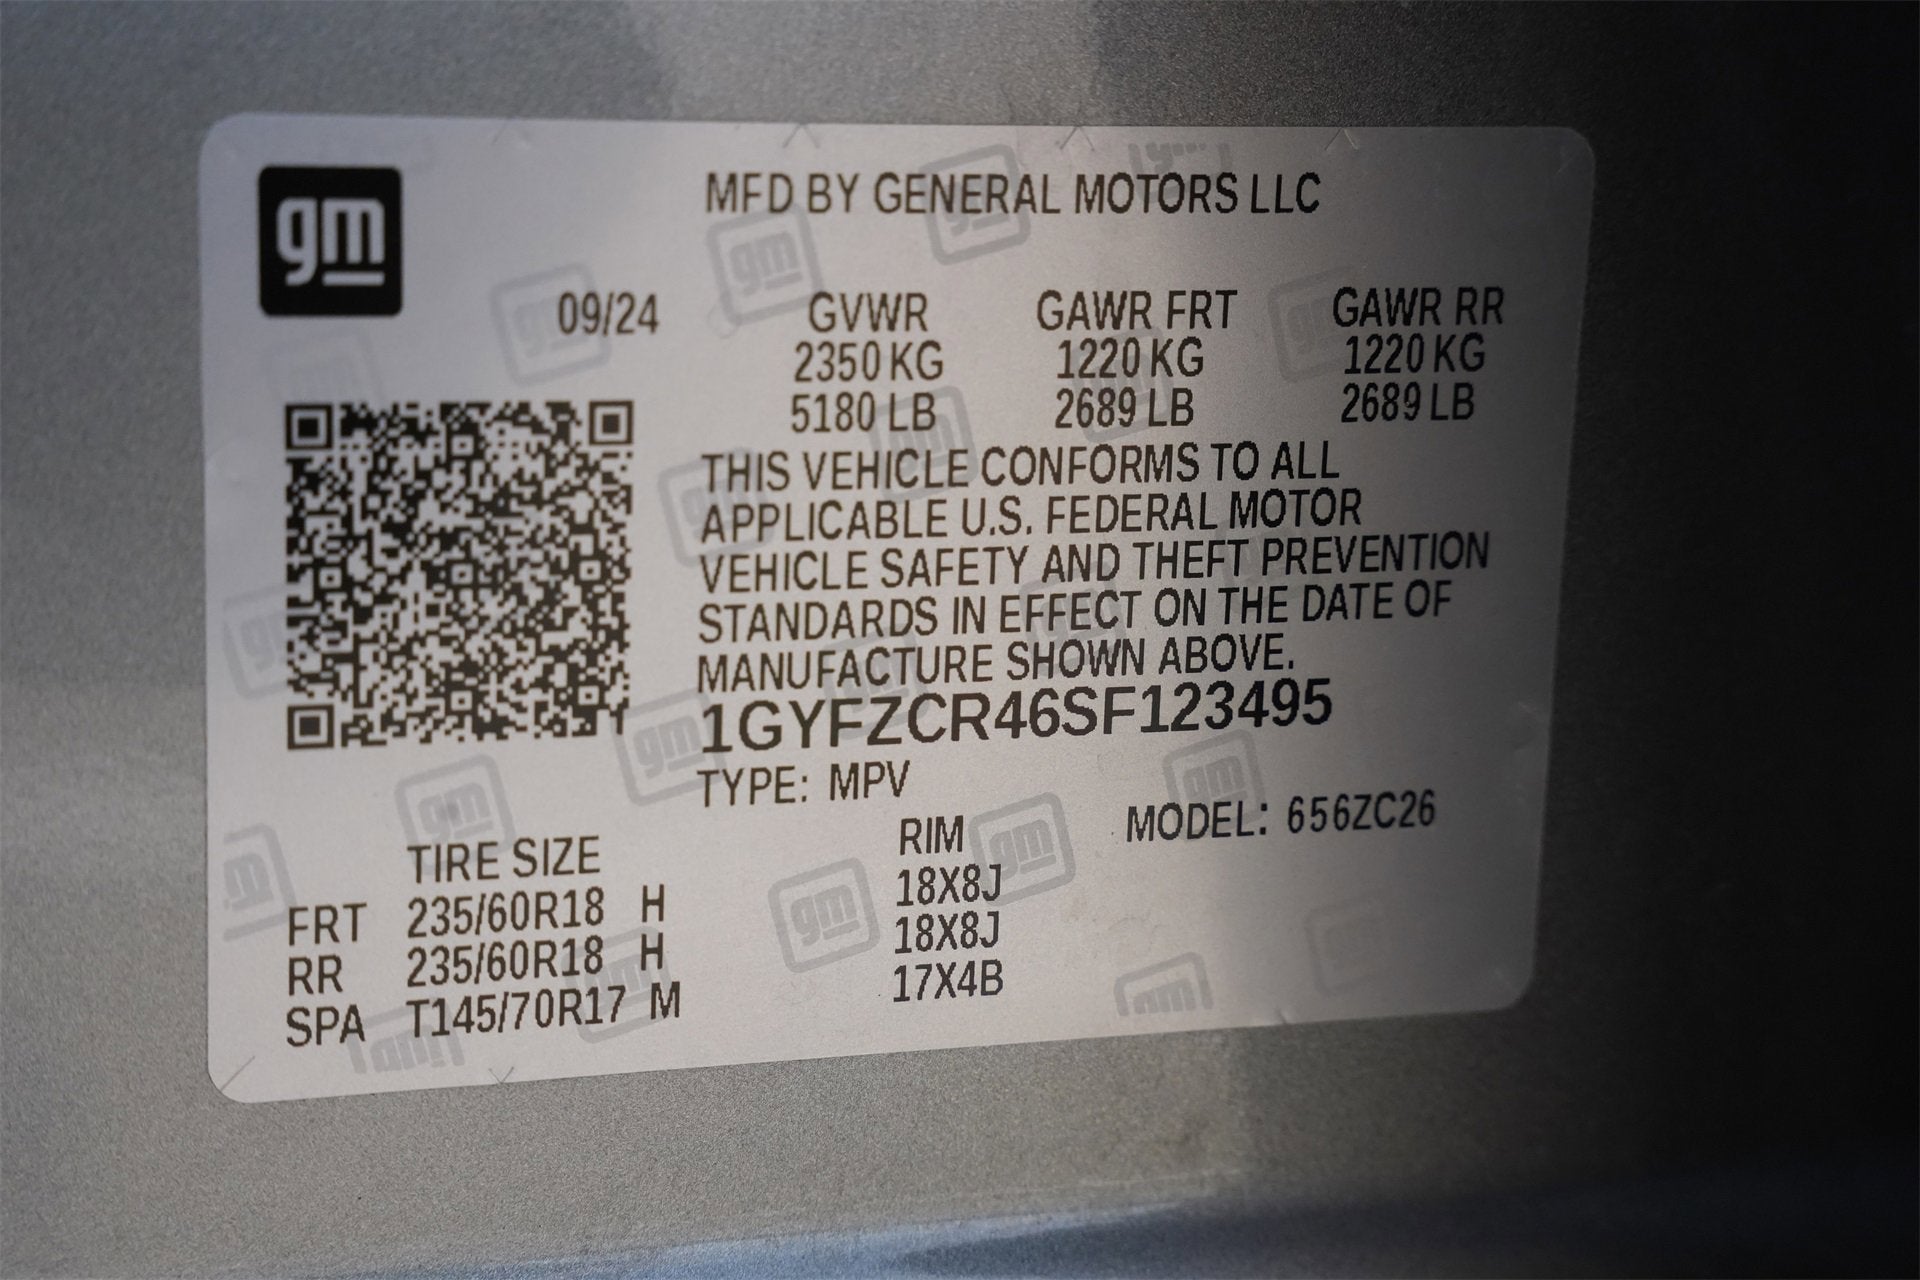 gm
MFD BY GENERAL MOTORS LLC
09/24 GVWR GAWR FRT GAWR RR
2350 KG 1220 KG 1220 KG
5180 LB 2689 LB 2689 LB
THIS VEHICLE CONFORMS TO ALL
APPLICABLE U.S. FEDERAL MOTOR
VEHICLE SAFETY AND THEFT PREVENTION
STANDARDS IN EFFECT ON THE DATE OF
MANUFACTURE SHOWN ABOVE.
1GYFZCR46SF123495
TYPE: MPV
MODEL: 656ZC26
TIRE SIZE RIM
FRT 235/60R18 H 18X8J
RR 235/60R18 H 18X8J
SPA T145/70R17 M 17X4B